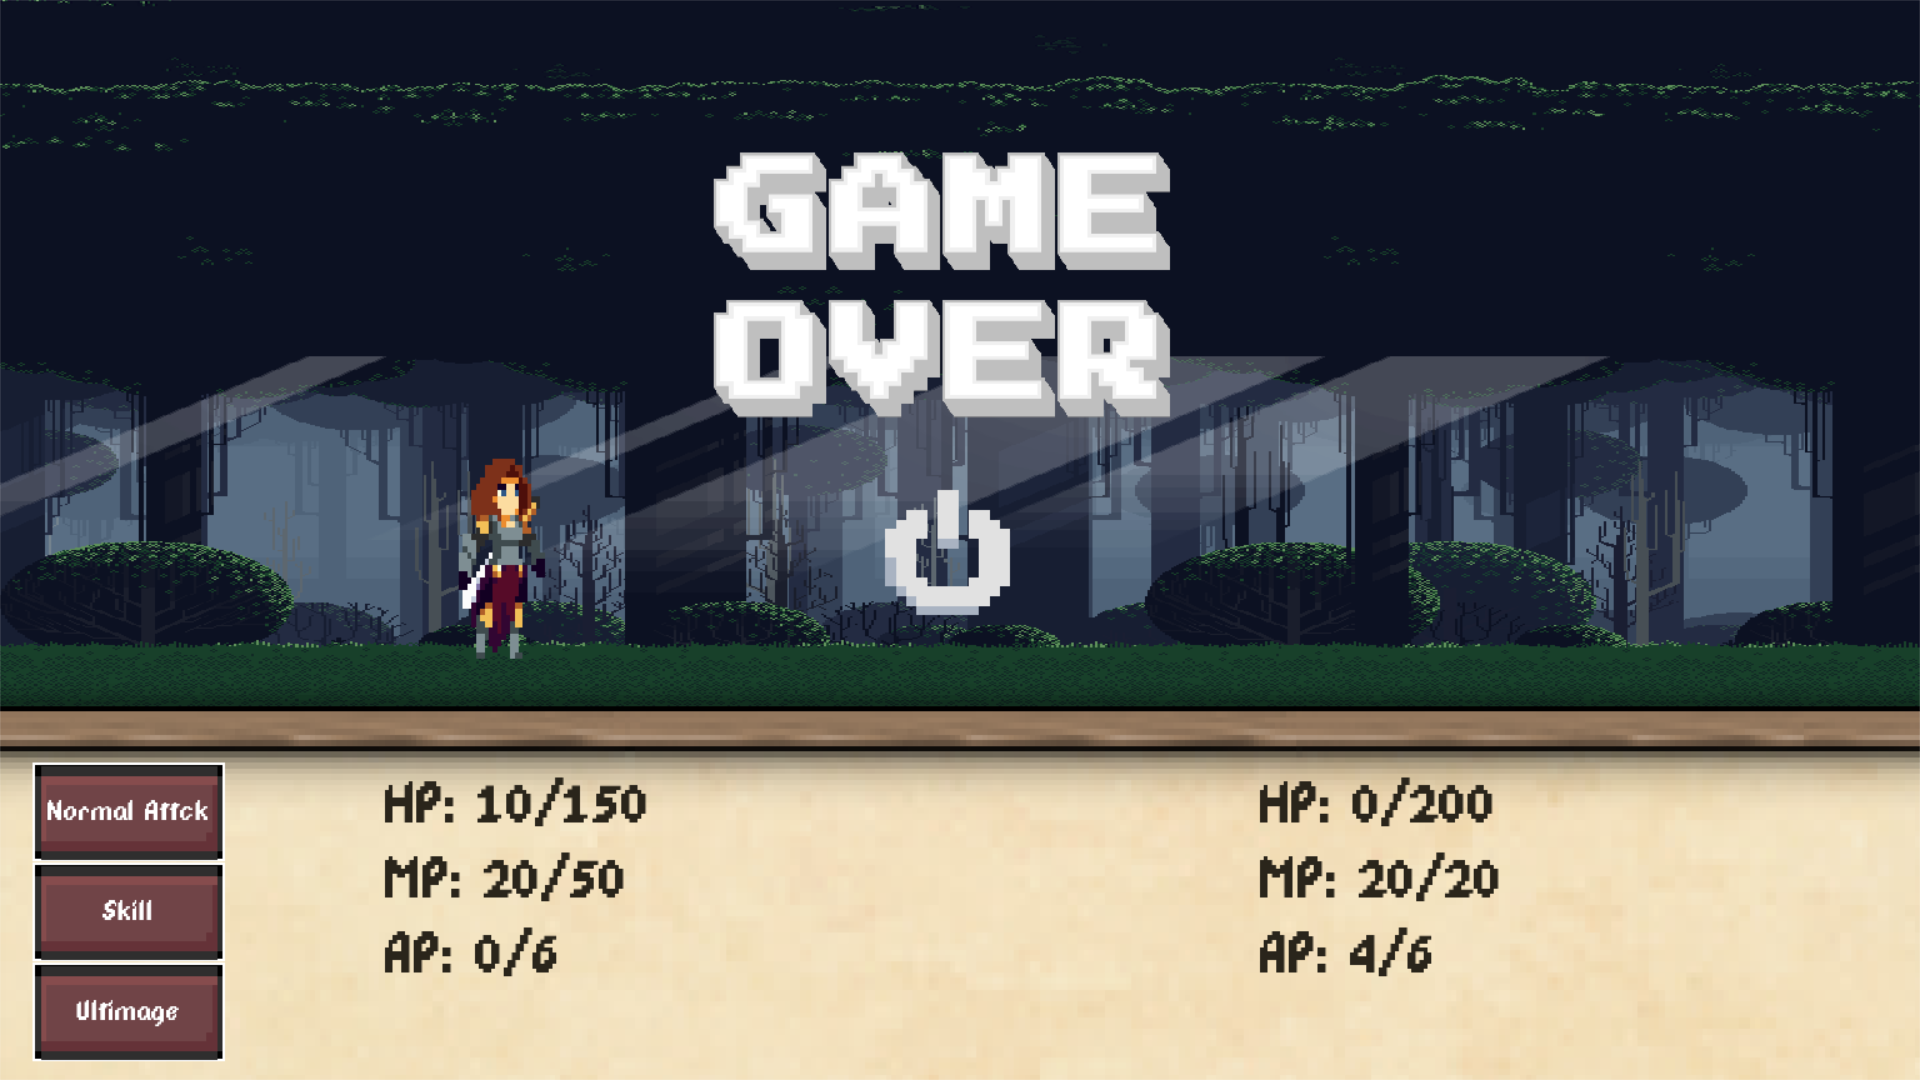 GAME
OVER
Normal Attck
Skill
Ultimage
HP: 10/150
MP: 20/50
AP: 0/6
HP: 0/200
MP: 20/20
AP: 4/6